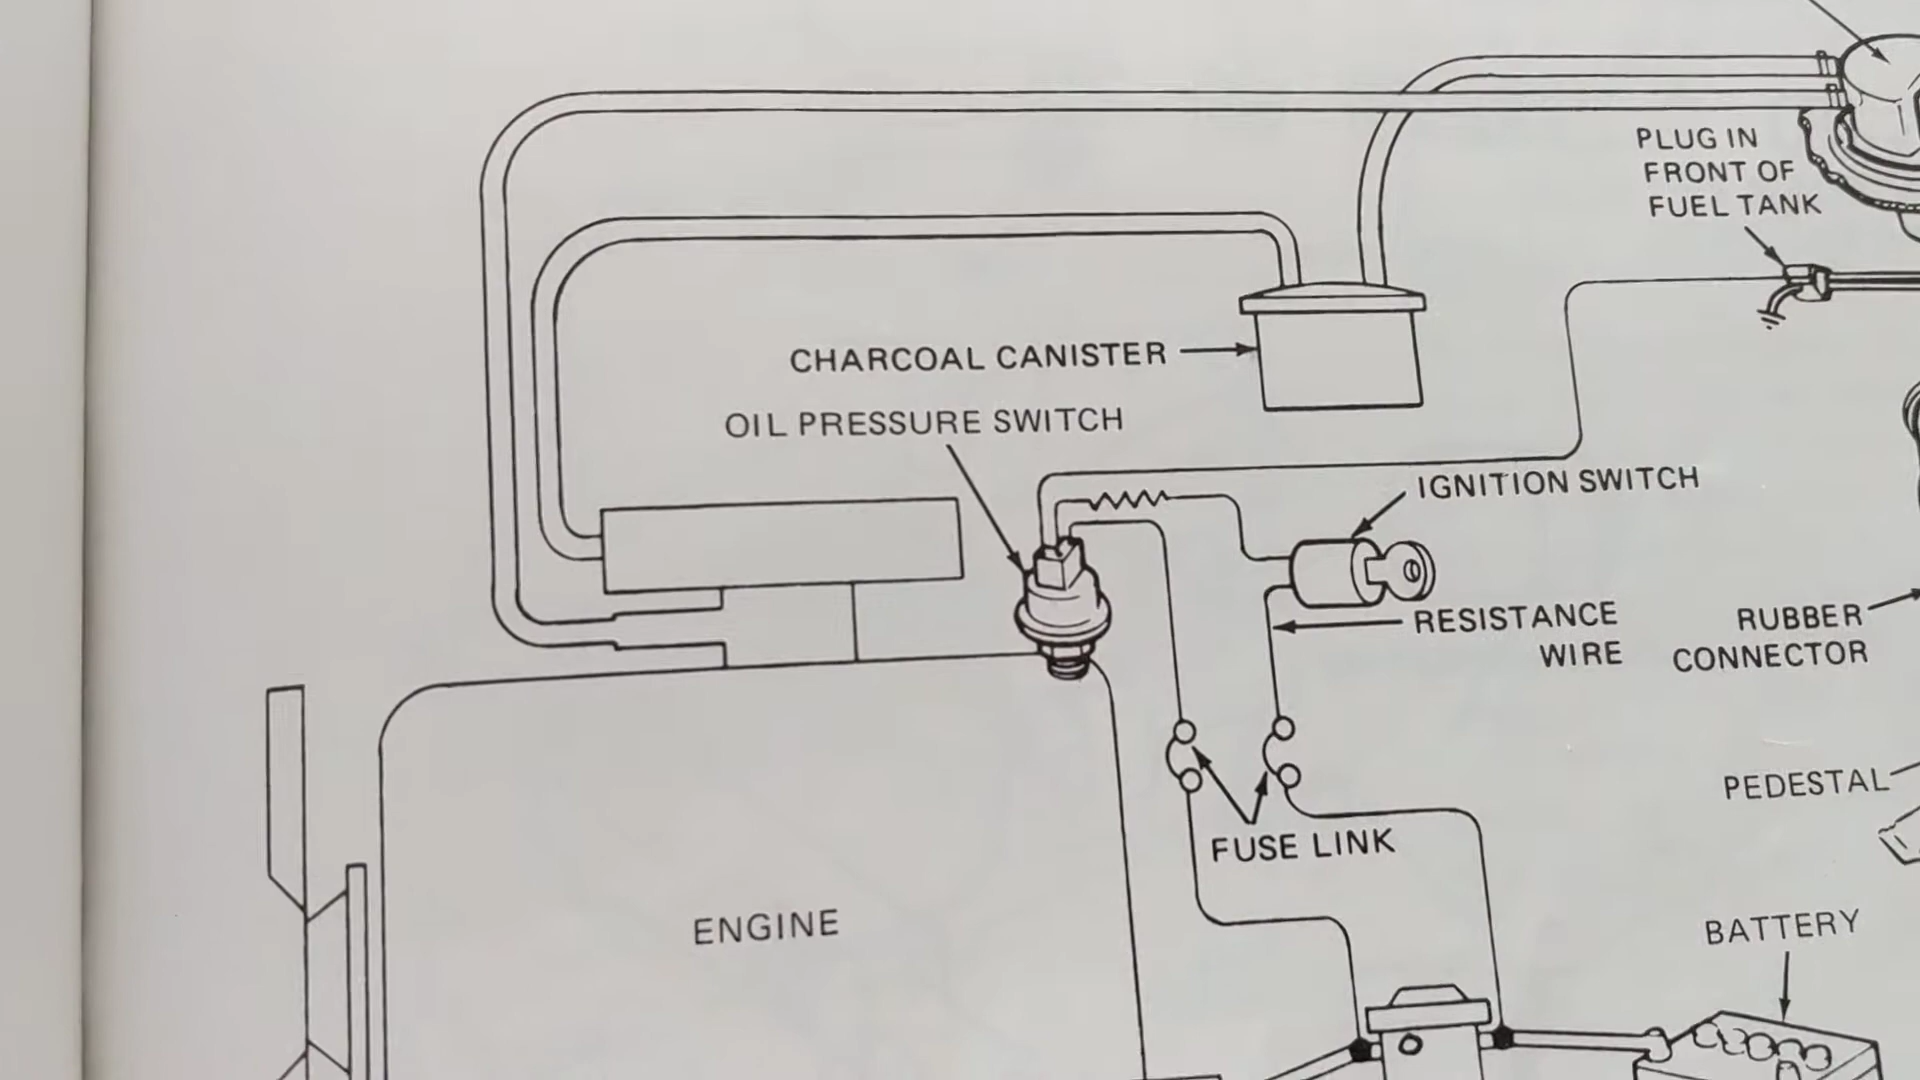 PLUG IN
FRONT OF
FUEL TANK
CHARCOAL CANISTER
OIL PRESSURE SWITCH
IGNITION SWITCH
RESISTANCE
WIRE
RUBBER
CONNECTOR
PEDESTAL
FUSE LINK
ENGINE
BATTERY